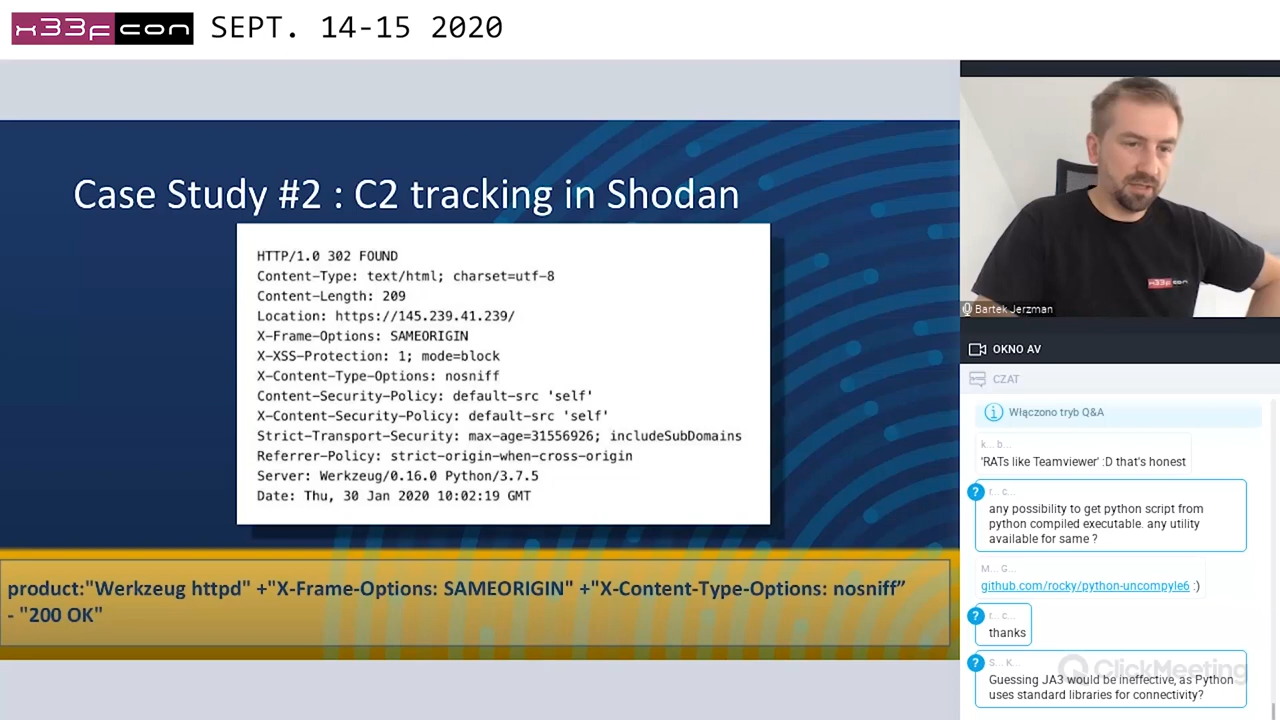 x33fcon SEPT. 14-15 2020
Case Study #2 : C2 tracking in Shodan
HTTP/1.0 302 FOUND
Content-Type: text/html; charset=utf-8
Content-Length: 209
Location: https://145.239.41.239/
X-Frame-Options: SAMEORIGIN
X-XSS-Protection: 1; mode=block
X-Content-Type-Options: nosniff
Content-Security-Policy: default-src 'self'
X-Content-Security-Policy: default-src 'self'
Strict-Transport-Security: max-age=31556926; includeSubDomains
Referrer-Policy: strict-origin-when-cross-origin
Server: Werkzeug/0.16.0 Python/3.7.5
Date: Thu, 30 Jan 2020 10:02:19 GMT
product:"Werkzeug httpd" +"X-Frame-Options: SAMEORIGIN" +"X-Content-Type-Options: nosniff”
- "200 OK"
x33fcon
Bartek Jerzman
OKNO AV
CZAT
Włączono tryb Q&A
k... b...
'RATs like Teamviewer' :D that's honest
? r... c...
any possibility to get python script from
python compiled executable. any utility
available for same ?
M... G...
github.com/rocky/python-uncompyle6 :)
? r... c...
thanks
? S... K...
Guessing JA3 would be ineffective, as Python
uses standard libraries for connectivity?
ClickMeeting